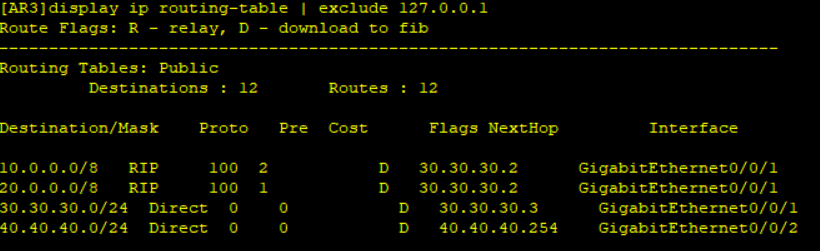 [AR3]display ip routing-table | exclude 127.0.0.1
Route Flags: R - relay, D - download to fib
------------------------------------------------------------------------------
Routing Tables: Public
         Destinations : 12       Routes : 12

Destination/Mask    Proto   Pre  Cost      Flags NextHop         Interface

10.0.0.0/8   RIP     100  2           D   30.30.30.2      GigabitEthernet0/0/1
20.0.0.0/8   RIP     100  1           D   30.30.30.2      GigabitEthernet0/0/1
30.30.30.0/24  Direct  0    0           D   30.30.30.3      GigabitEthernet0/0/1
40.40.40.0/24  Direct  0    0           D   40.40.40.254    GigabitEthernet0/0/2